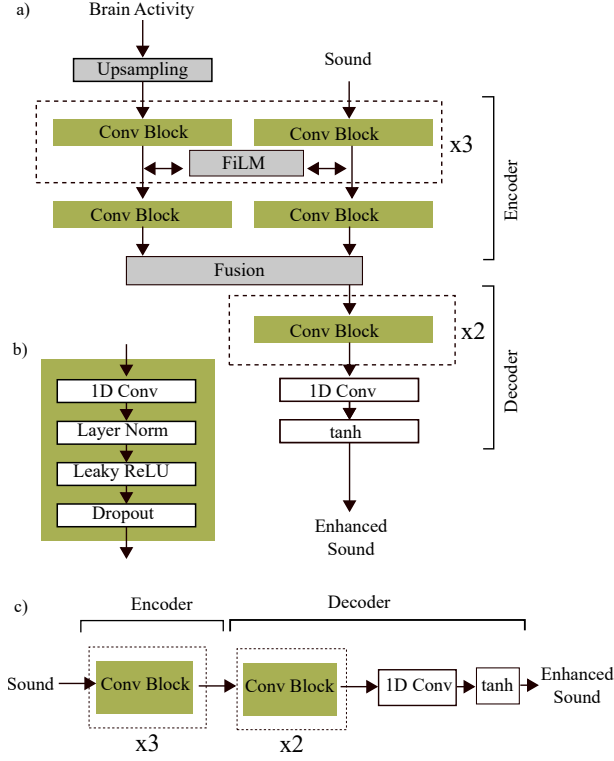 a)
Brain Activity
Upsampling
Sound
Conv Block
Conv Block
x3
FiLM
Conv Block
Conv Block
Encoder
Fusion
Conv Block
x2
1D Conv
tanh
Decoder
Enhanced
Sound
b)
1D Conv
Layer Norm
Leaky ReLU
Dropout
c)
Encoder
Decoder
Sound
Conv Block
x3
Conv Block
x2
1D Conv
tanh
Enhanced
Sound